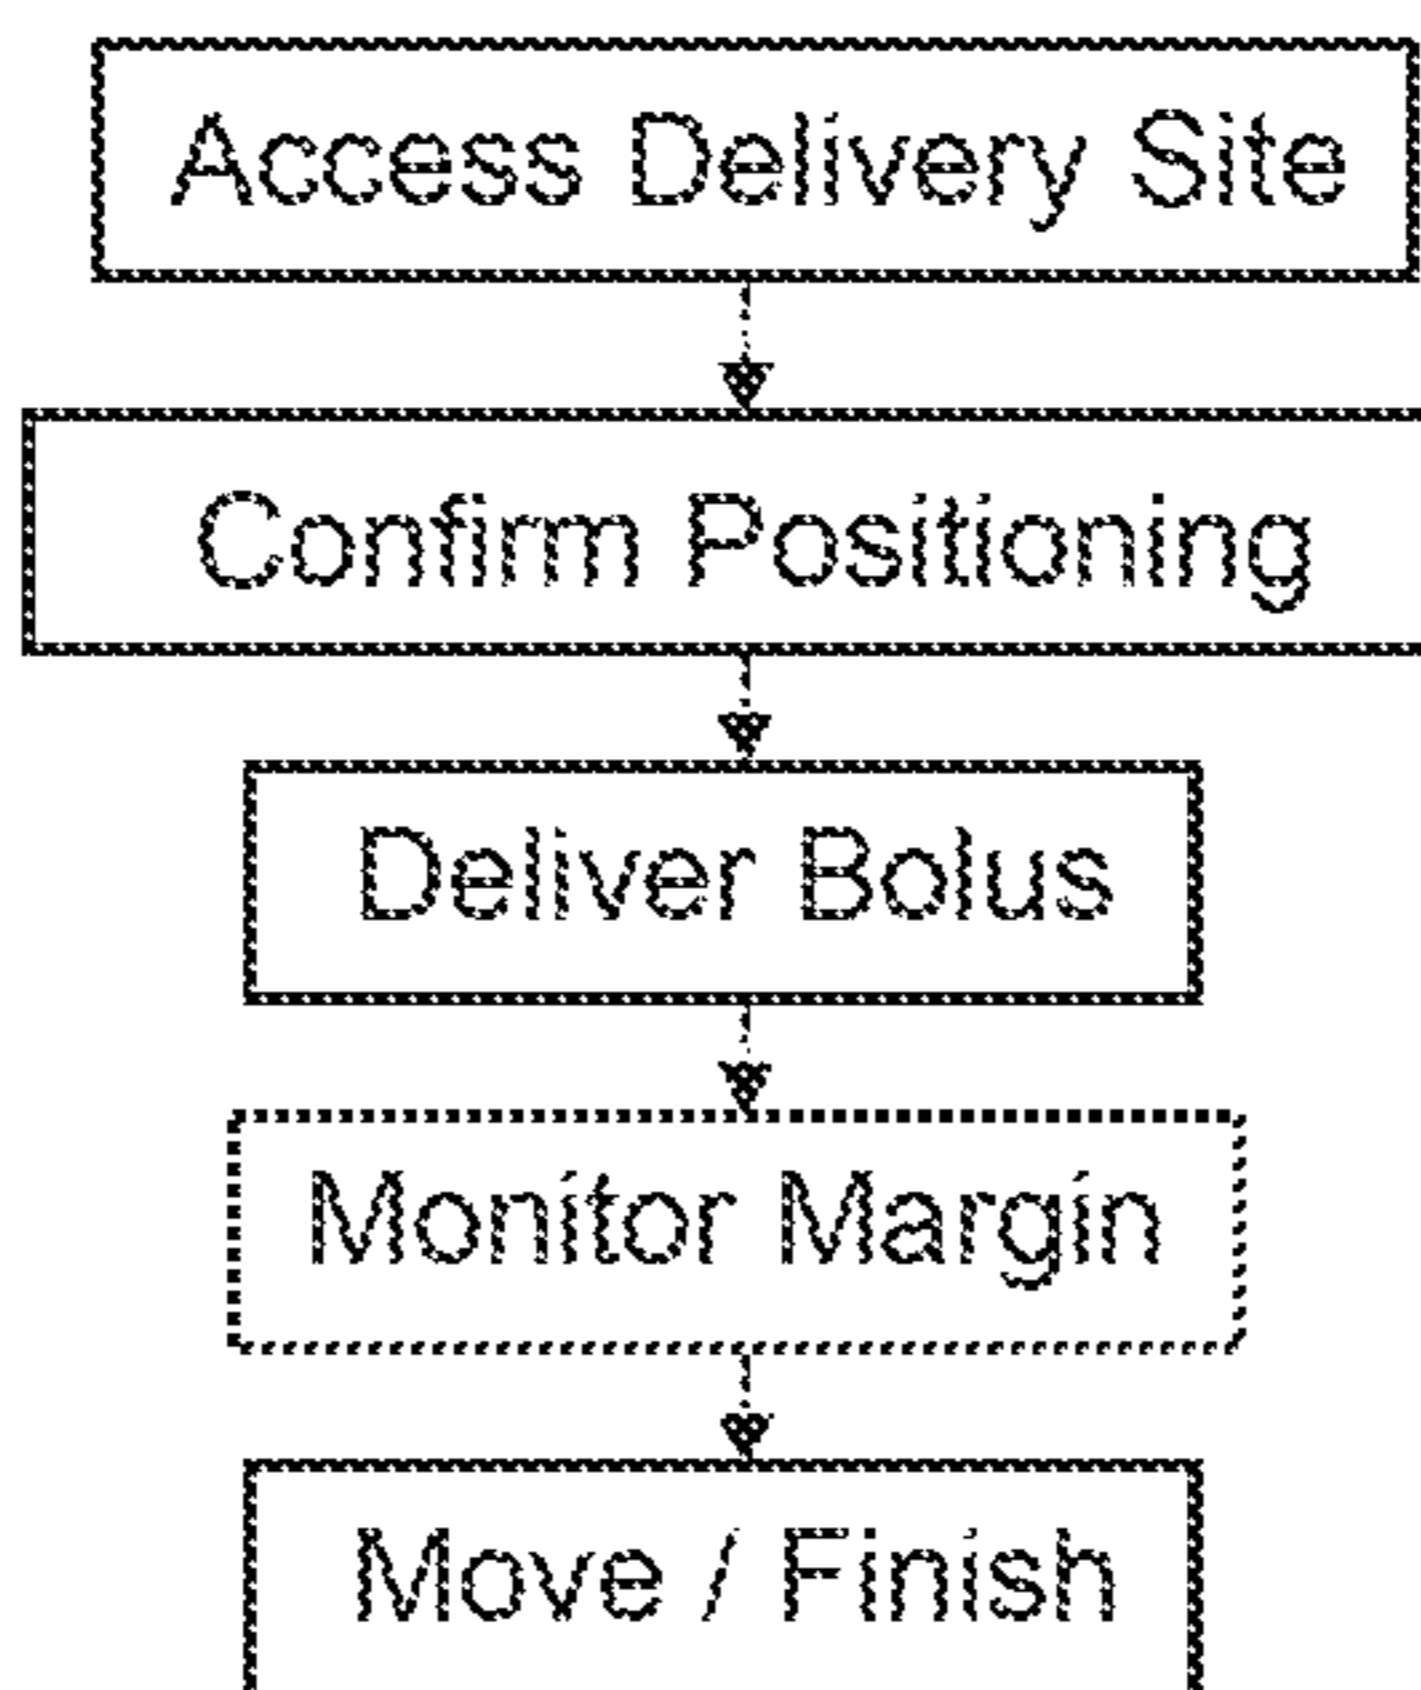 Access Delivery Site
Confirm Positioning
Deliver Bolus
Monitor Margin
Move / Finish